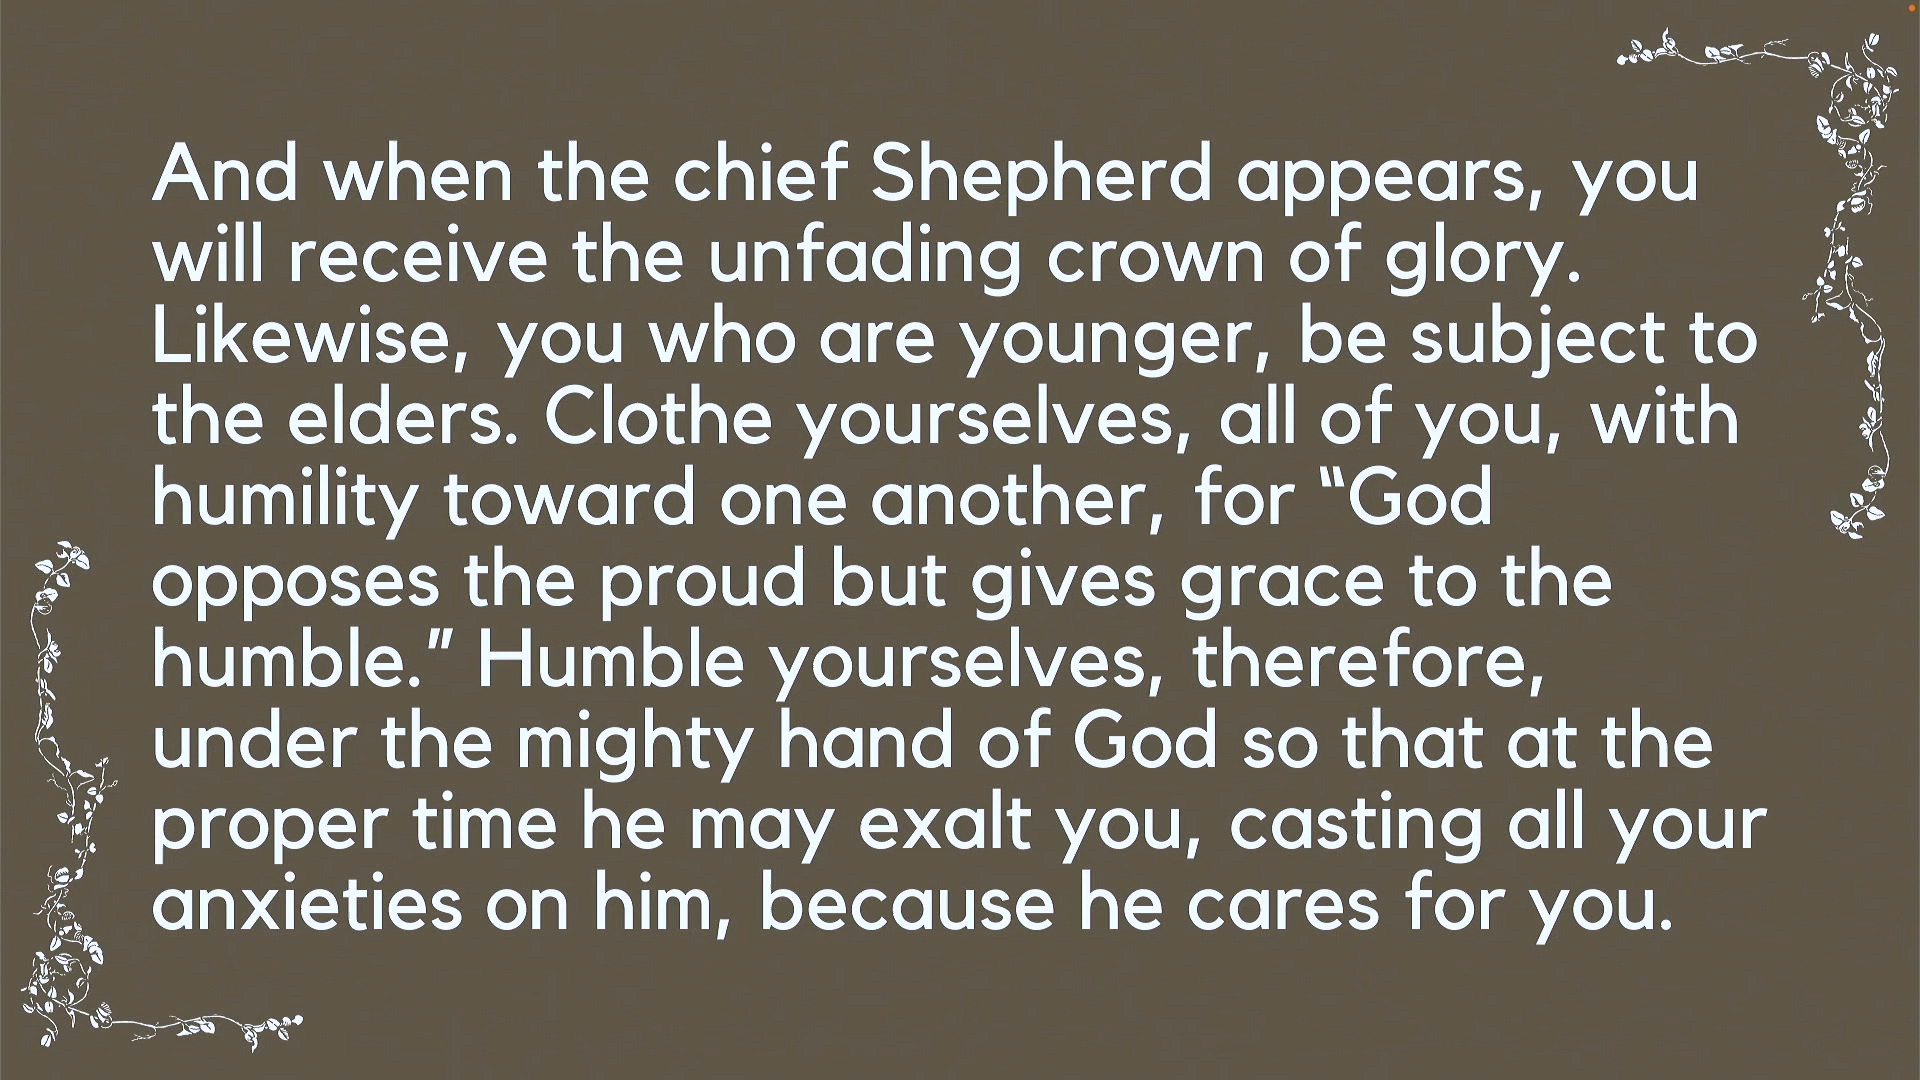 And when the chief Shepherd appears, you
will receive the unfading crown of glory.
Likewise, you who are younger, be subject to
the elders. Clothe yourselves, all of you, with
humility toward one another, for “God
opposes the proud but gives grace to the
humble.” Humble yourselves, therefore,
under the mighty hand of God so that at the
proper time he may exalt you, casting all your
anxieties on him, because he cares for you.